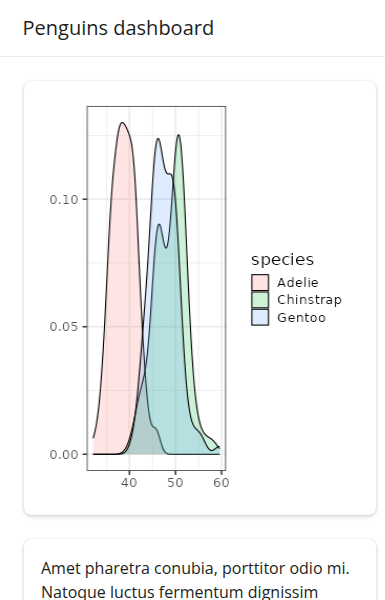 Penguins dashboard
0.10
0.05
0.00
40 50 60
species
Adelie
Chinstrap
Gentoo
Amet pharetra conubia, porttitor odio mi.
Natoque luctus fermentum dignissim